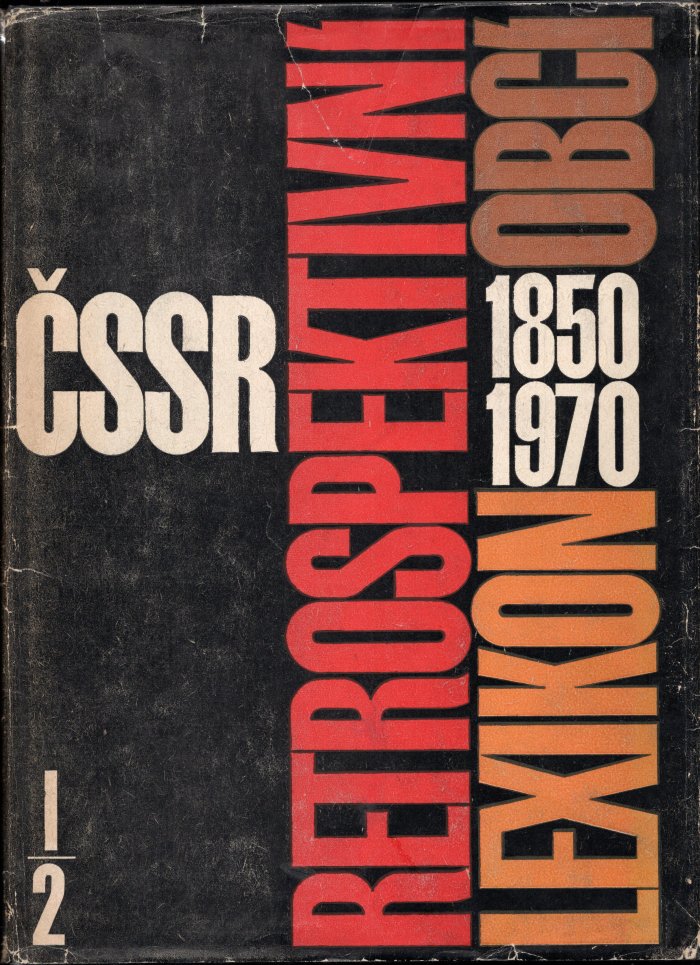 ČSSR
RETROSPEKTIVNÍ
LEXIKON
OBCÍ
1850
1970
I
2